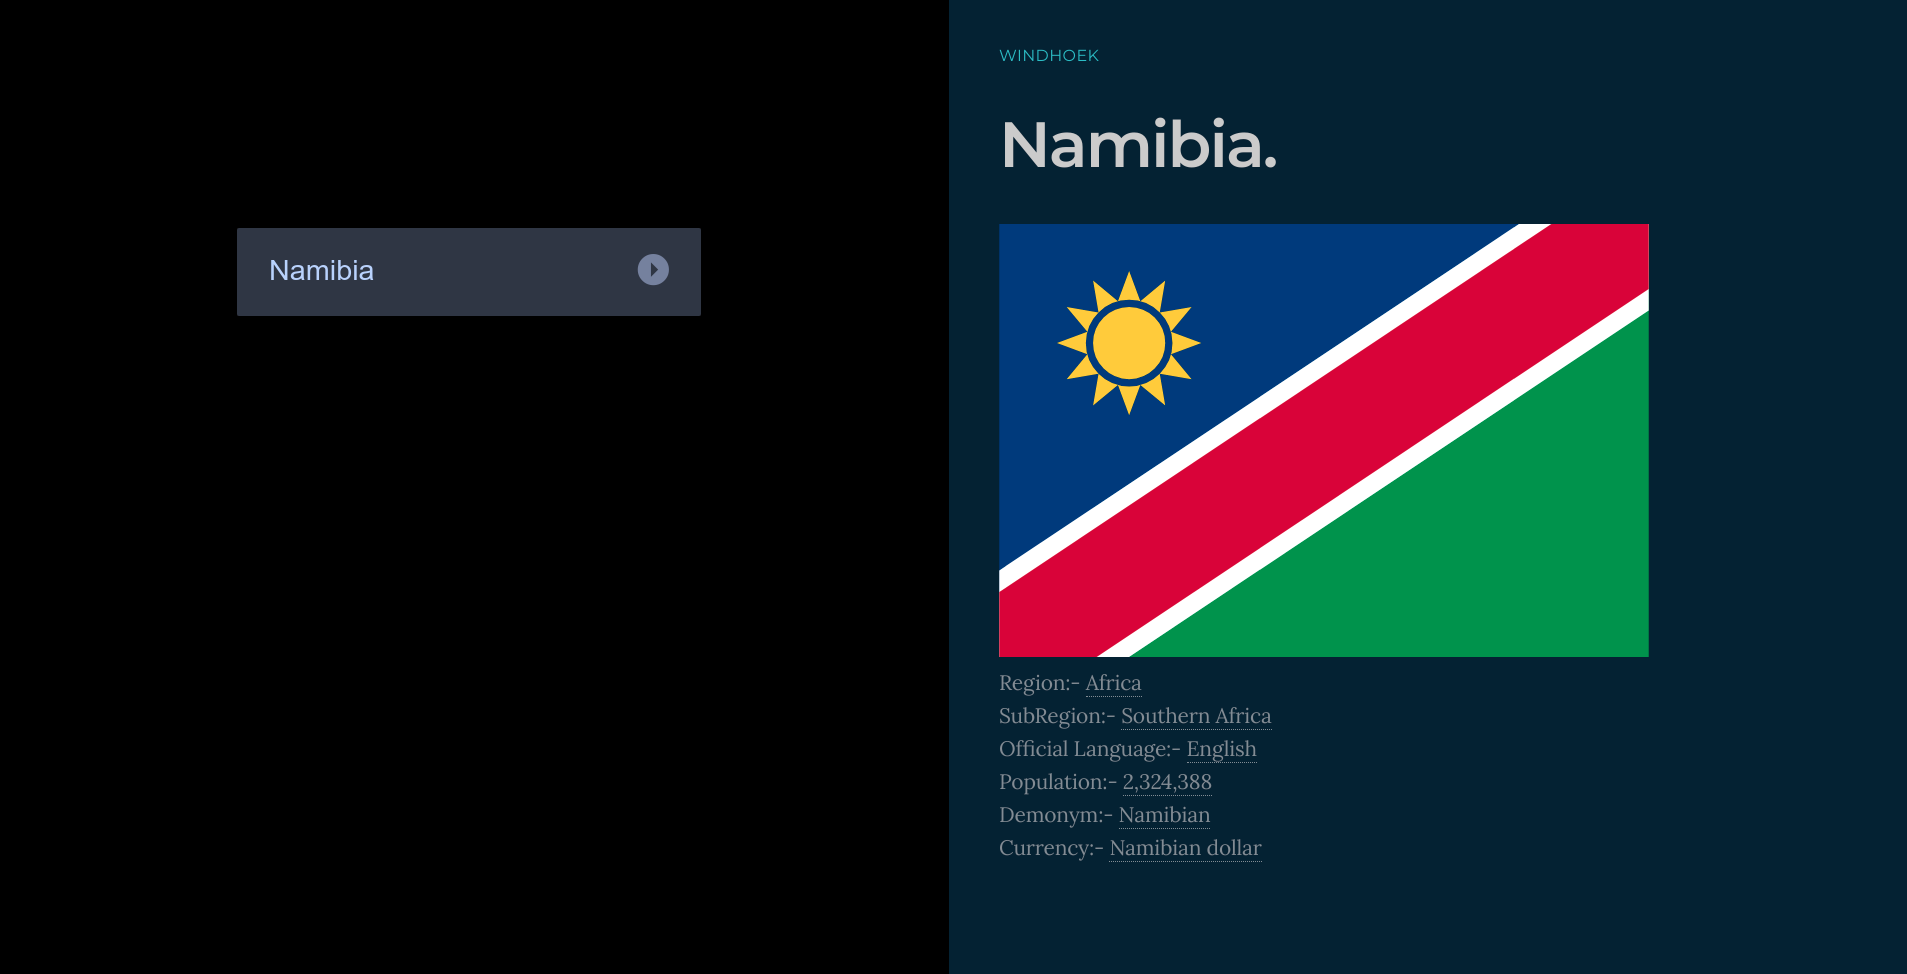 Namibia
WINDHOEK
Namibia.
Region:- Africa
SubRegion:- Southern Africa
Official Language:- English
Population:- 2,324,388
Demonym:- Namibian
Currency:- Namibian dollar